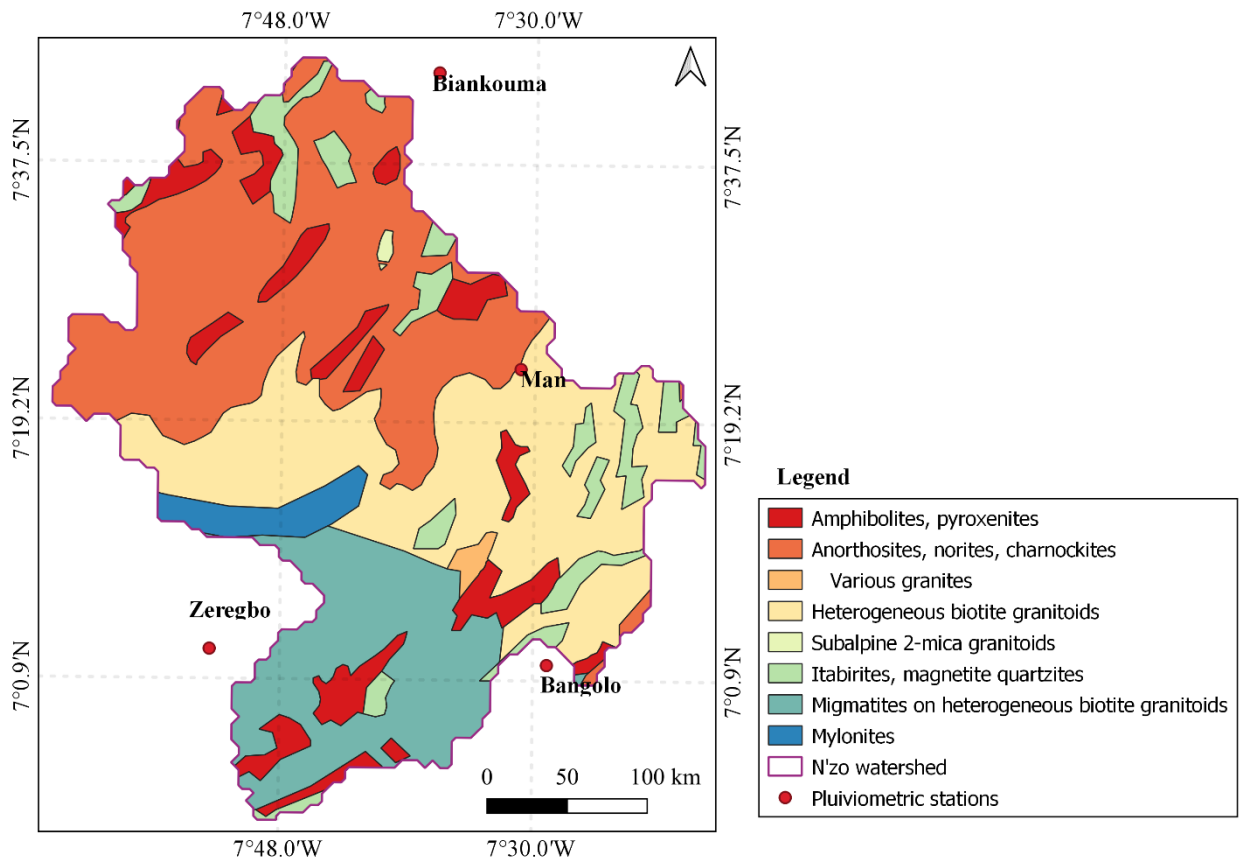 7°48.0'W 7°30.0'W
Biankouma
7°37.5'N 7°37.5'N
Man
7°19.2'N 7°19.2'N
Legend
Amphibolites, pyroxenites
Anorthosites, norites, charnockites
Various granites
Heterogeneous biotite granitoids
Subalpine 2-mica granitoids
Itabirites, magnetite quartzites
Migmatites on heterogeneous biotite granitoids
Mylonites
N'zo watershed
Pluiviometric stations
Zeregbo
Bangolo
7°0.9'N 7°0.9'N
0 50 100 km
7°48.0'W 7°30.0'W